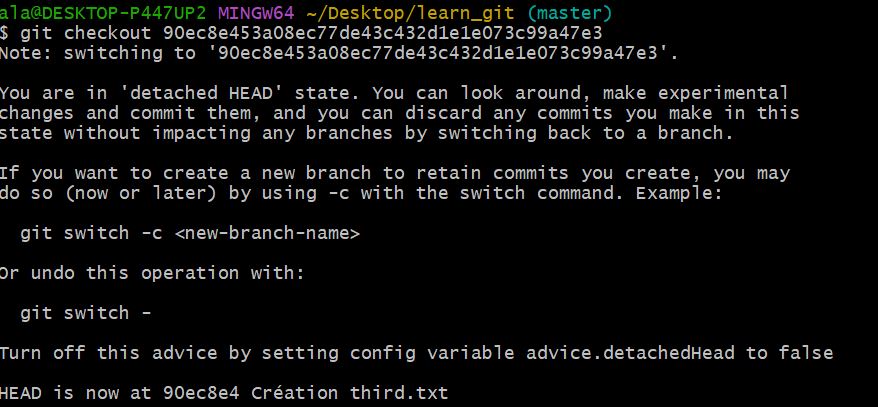 ala@DESKTOP-P447UP2 MINGW64 ~/Desktop/learn_git (master)
$ git checkout 90ec8e453a08ec77de43c432d1e1e073c99a47e3
Note: switching to '90ec8e453a08ec77de43c432d1e1e073c99a47e3'.
You are in 'detached HEAD' state. You can look around, make experimental
changes and commit them, and you can discard any commits you make in this
state without impacting any branches by switching back to a branch.
If you want to create a new branch to retain commits you create, you may
do so (now or later) by using -c with the switch command. Example:
git switch -c <new-branch-name>
Or undo this operation with:
git switch -
Turn off this advice by setting config variable advice.detachedHead to false
HEAD is now at 90ec8e4 Création third.txt